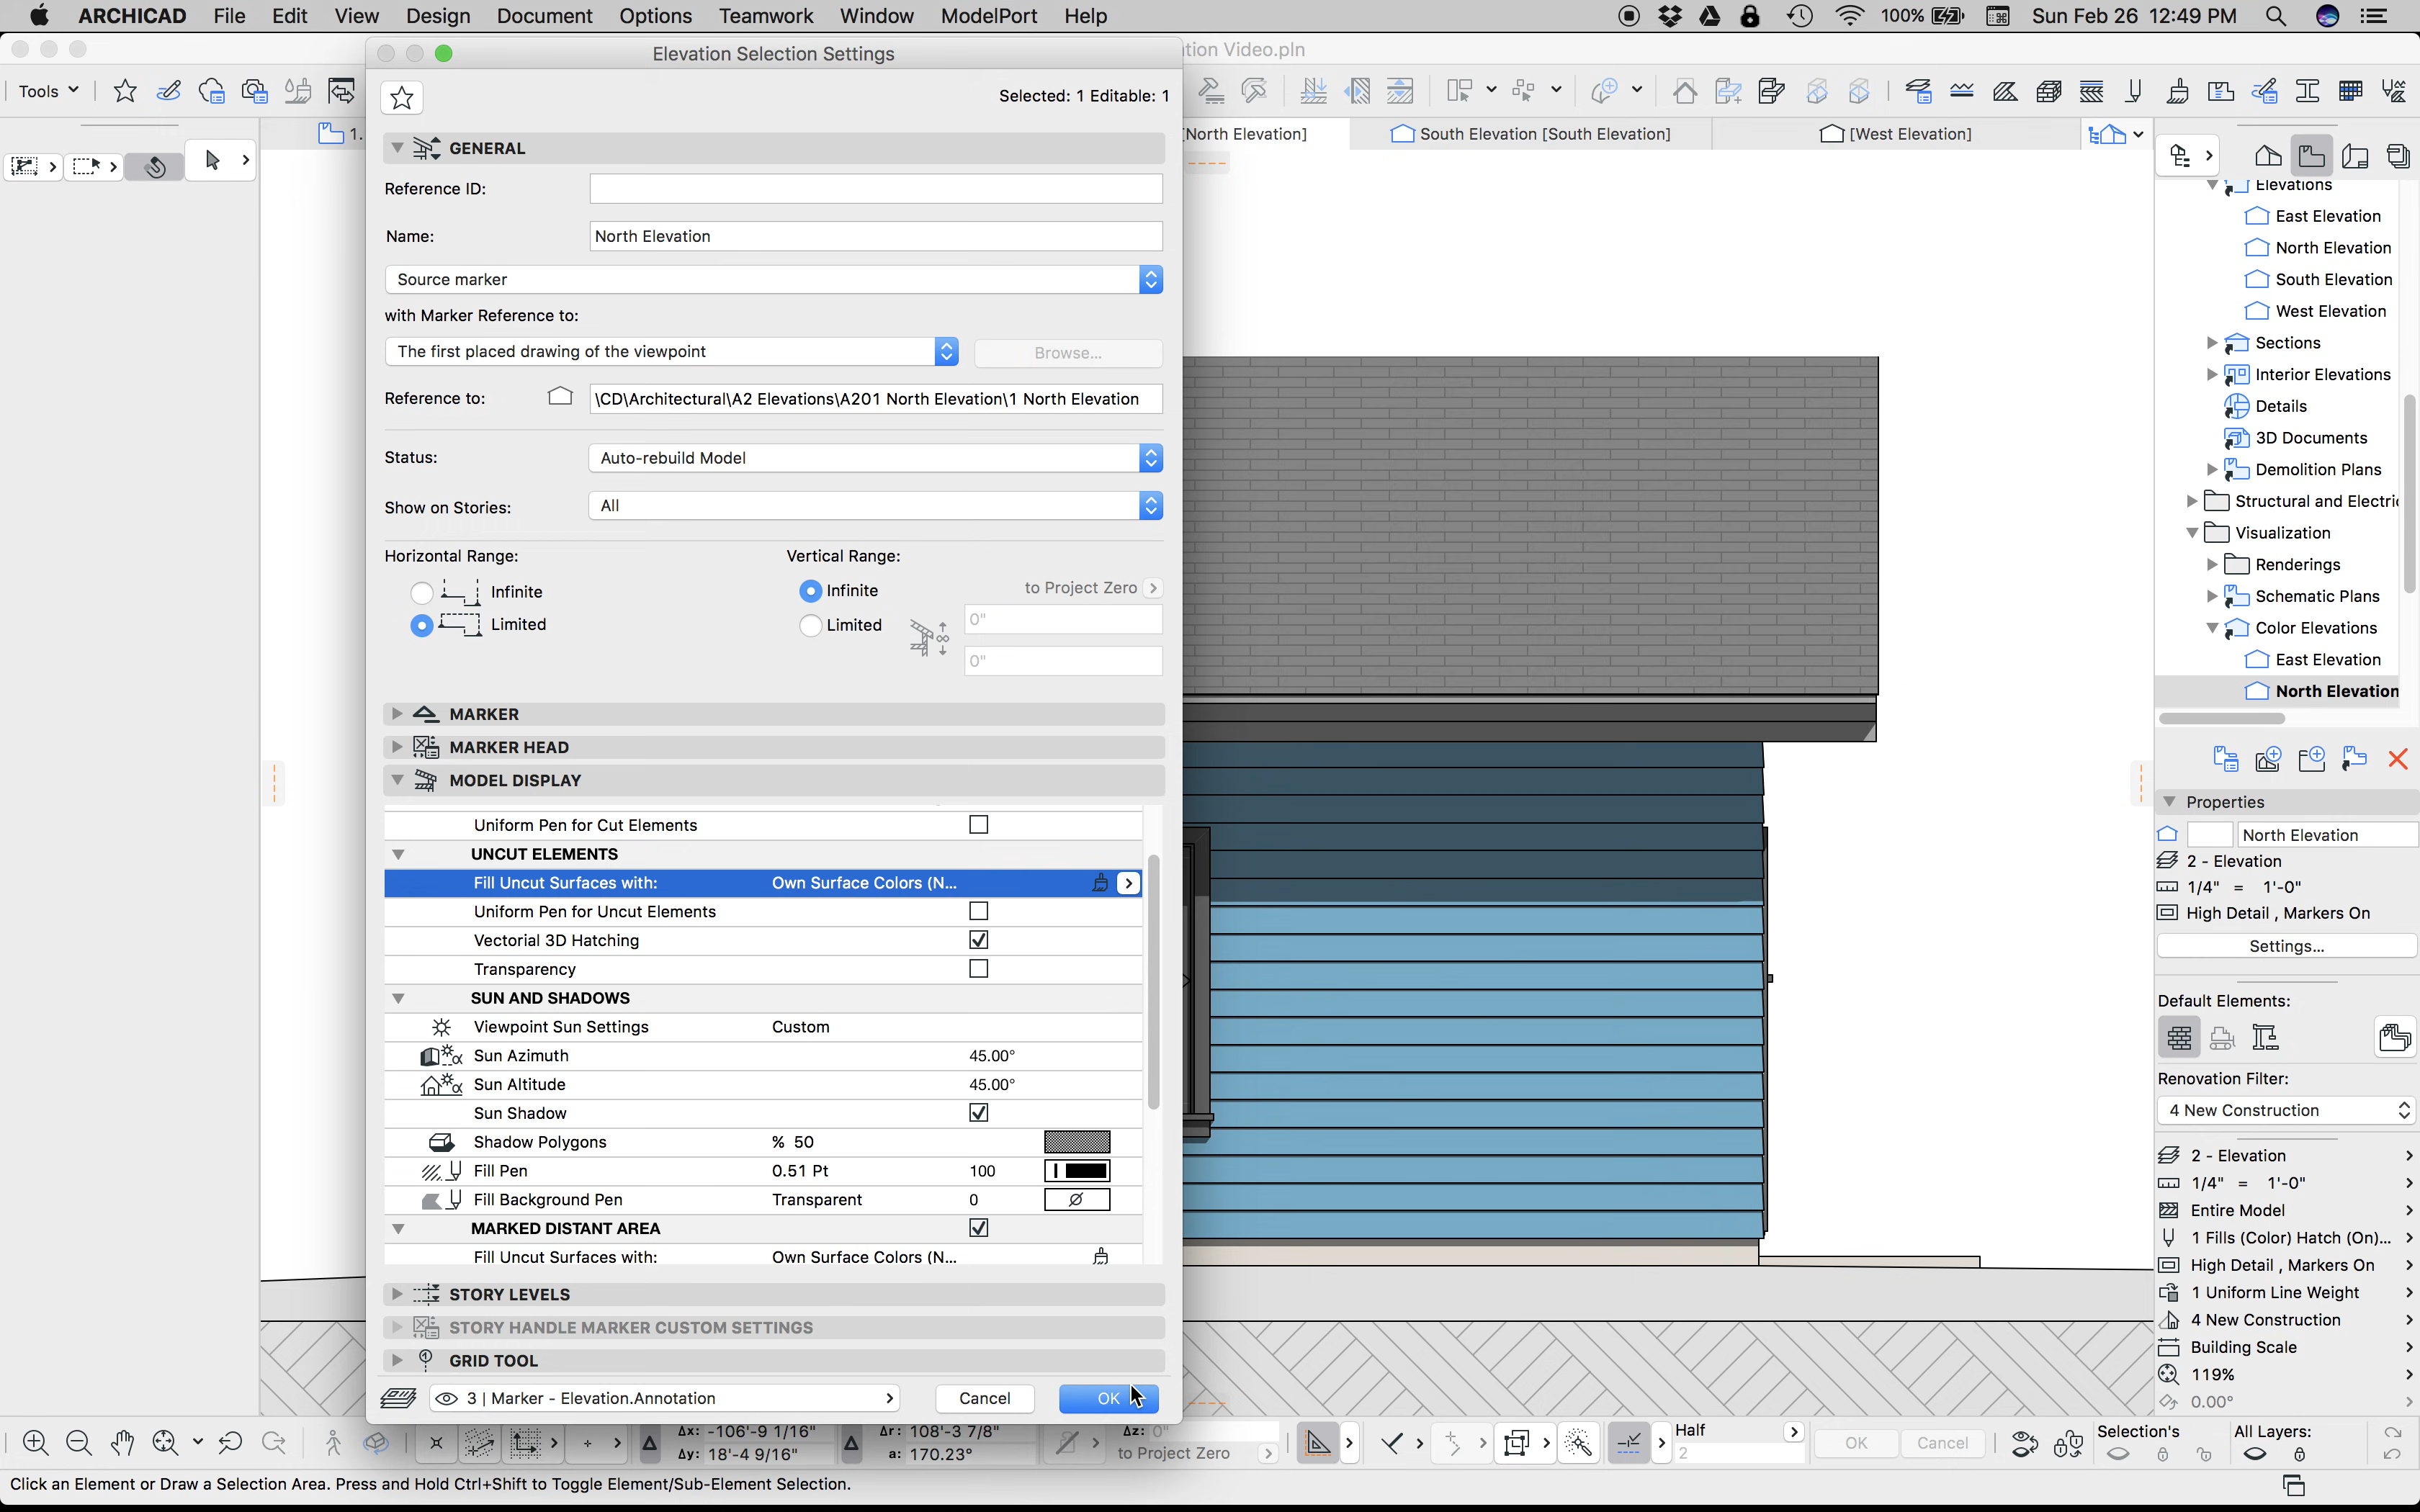 ARCHICAD File Edit View Design Document Options Teamwork Window ModelPort Help 100% Sun Feb 26 12:49 PM
Elevation Selection Settings
tion Video.pln
Tools
Selected: 1 Editable: 1
1.
[North Elevation]
South Elevation [South Elevation]
[West Elevation]
GENERAL
Reference ID:
Name: North Elevation
Source marker
with Marker Reference to:
The first placed drawing of the viewpoint Browse...
Reference to: \CD\Architectural\A2 Elevations\A201 North Elevation\1 North Elevation
Status: Auto-rebuild Model
Show on Stories: All
Horizontal Range: Vertical Range:
Infinite Infinite to Project Zero
0"
Limited Limited
0"
MARKER
MARKER HEAD
MODEL DISPLAY
Uniform Pen for Cut Elements
UNCUT ELEMENTS
Fill Uncut Surfaces with: Own Surface Colors (N...
Uniform Pen for Uncut Elements
Vectorial 3D Hatching
Transparency
SUN AND SHADOWS
Viewpoint Sun Settings Custom
Sun Azimuth 45.00°
Sun Altitude 45.00°
Sun Shadow
Shadow Polygons % 50
Fill Pen 0.51 Pt 100
Fill Background Pen Transparent 0
MARKED DISTANT AREA
Fill Uncut Surfaces with: Own Surface Colors (N...
STORY LEVELS
STORY HANDLE MARKER CUSTOM SETTINGS
GRID TOOL
3 | Marker - Elevation.Annotation Cancel OK
Elevations
East Elevation
North Elevation
South Elevation
West Elevation
Sections
Interior Elevations
Details
3D Documents
Demolition Plans
Structural and Electric
Visualization
Renderings
Schematic Plans
Color Elevations
East Elevation
North Elevation
Properties
North Elevation
2 - Elevation
1/4" = 1'-0"
High Detail , Markers On
Settings...
Default Elements:
Renovation Filter:
4 New Construction
2 - Elevation
1/4" = 1'-0"
Entire Model
1 Fills (Color) Hatch (On)...
High Detail , Markers On
1 Uniform Line Weight
4 New Construction
Building Scale
119%
0.00°
Δx: -106'-9 1/16" Δr: 108'-3 7/8" Δz: 0"
Δy: 18'-4 9/16" a: 170.23° to Project Zero
Half
2
OK Cancel
Selection's All Layers:
Click an Element or Draw a Selection Area. Press and Hold Ctrl+Shift to Toggle Element/Sub-Element Selection.